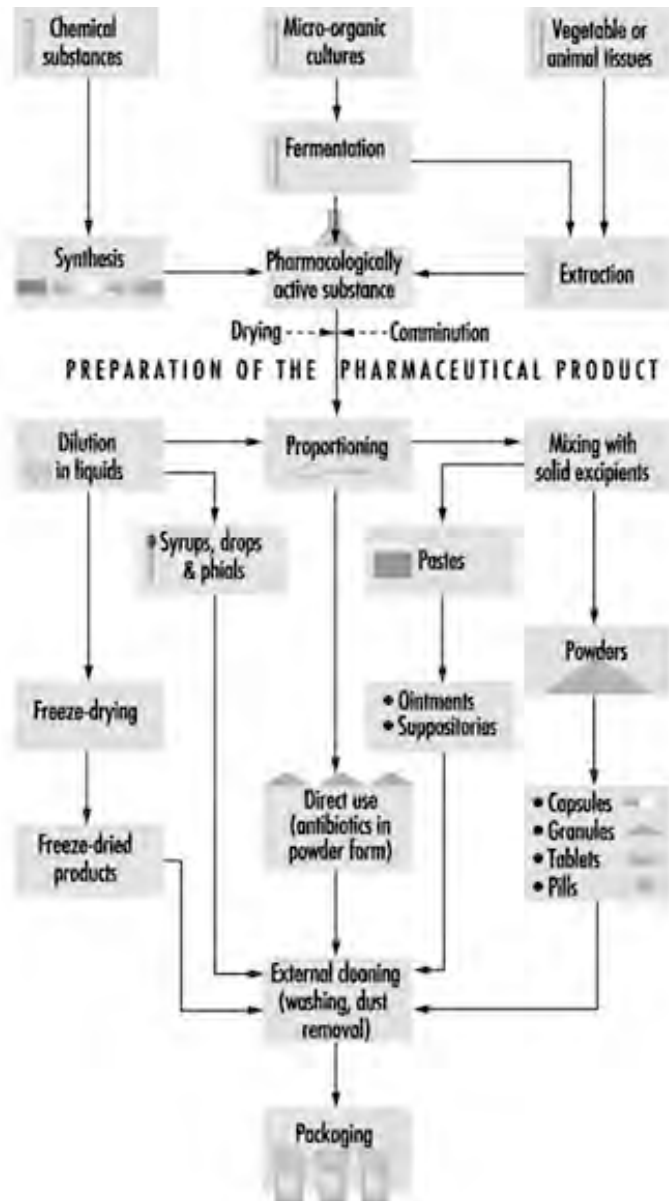 Chemical
substances
Micro-organic
cultures
Vegetable or
animal tissues
Fermentation
Synthesis
Pharmacologically
active substance
Extraction
Drying
Comminution
PREPARATION OF THE PHARMACEUTICAL PRODUCT
Dilution
in liquids
Proportioning
Mixing with
solid excipients
Syrups, drops
& phials
Pastes
Powders
Freeze-drying
• Ointments
• Suppositories
Direct use
(antibiotics in
powder form)
• Capsules
• Granules
• Tablets
• Pills
Freeze-dried
products
External cleaning
(washing, dust
removal)
Packaging